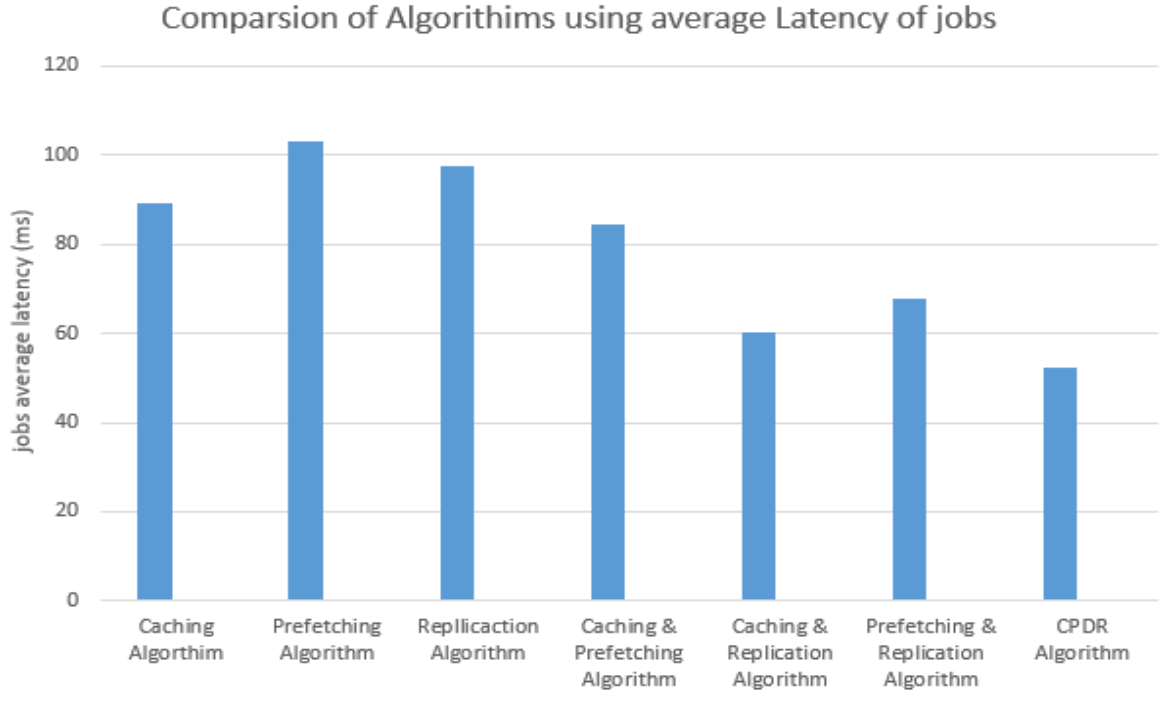 Comparsion of Algorithims using average Latency of jobs
120
100
80
60
40
20
0
jobs average latency (ms)
Caching
Algorthim
Prefetching
Algorithm
Repllicaction
Algorithm
Caching &
Prefetching
Algorithm
Caching &
Replication
Algorithm
Prefetching &
Replication
Algorithm
CPDR
Algorithm